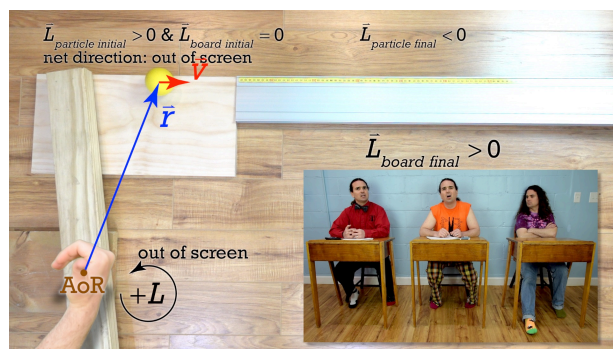 L⃗ particle initial > 0 & L⃗ board initial = 0
net direction: out of screen
L⃗ particle final < 0
v⃗
r⃗
L⃗ board final > 0
out of screen
+L
AoR